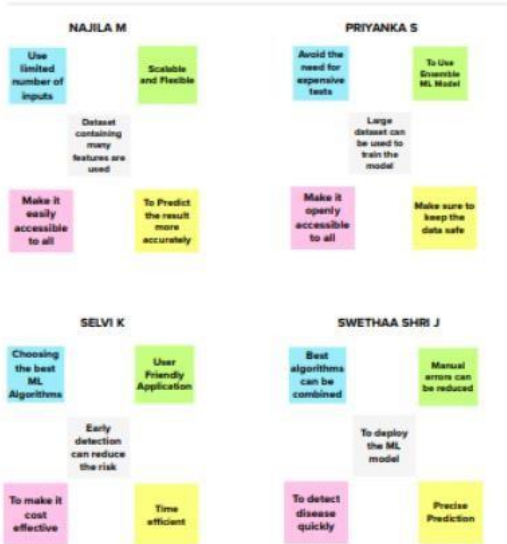 NAJILA M
Use
limited
number of
inputs
Scalable
and Flexible
Dataset
containing
many
features are
used
Make it
easily
accessible
to all
To Predict
the result
more
accurately
PRIYANKA S
Avoid the
need for
expensive
tests
To Use
Ensemble
ML Model
Large
dataset can
be used to
train the
model
Make it
openly
accessible
to all
Make sure to
keep the
data safe
SELVI K
Choosing
the best
ML
Algorithms
User
Friendly
Application
Early
detection
can reduce
the risk
To make it
cost
effective
Time
efficient
SWETHAA SHRI J
Best
algorithms
can be
combined
Manual
errors can
be reduced
To deploy
the ML
model
To detect
disease
quickly
Precise
Prediction